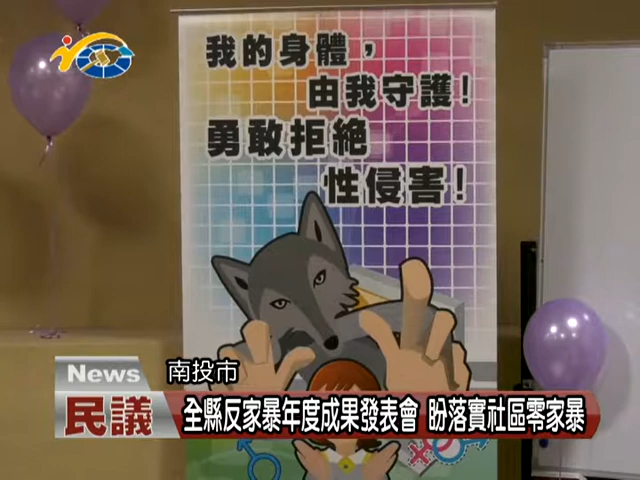 我的身體，
由我守護！
勇敢拒絕
性侵害！
News
南投市
民議
全縣反家暴年度成果發表會 盼落實社區零家暴